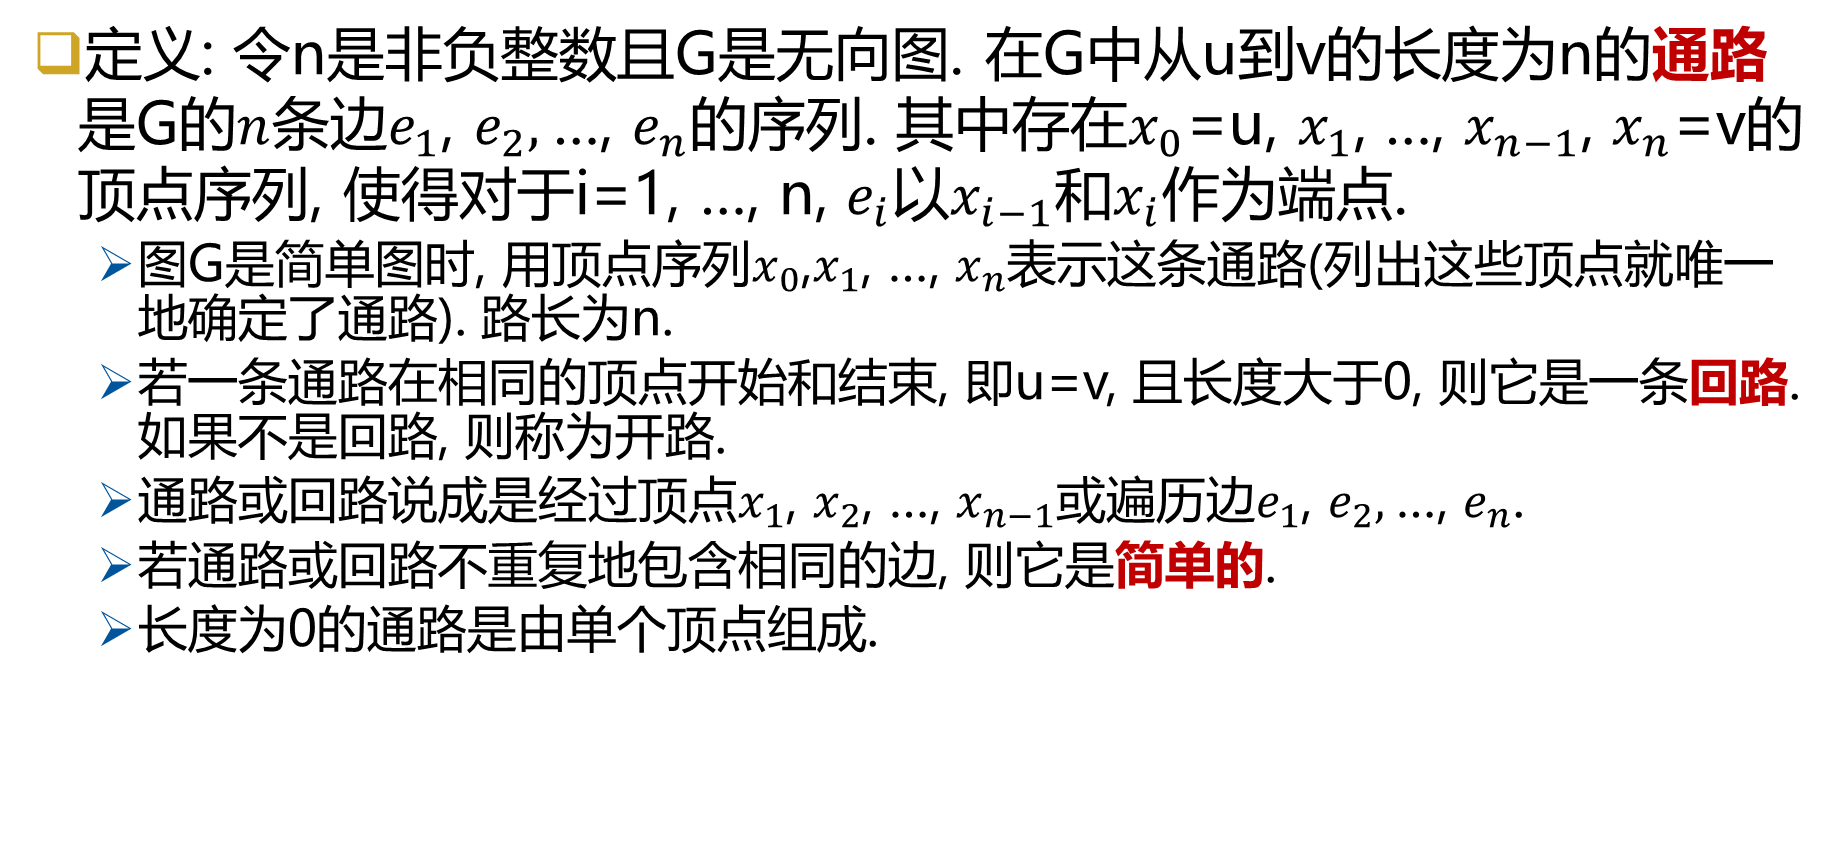 定义: 令n是非负整数且G是无向图. 在G中从u到v的长度为n的通路
是G的𝑛条边𝑒₁, 𝑒₂, …, 𝑒ₙ的序列. 其中存在𝑥₀=u, 𝑥₁, …, 𝑥ₙ₋₁, 𝑥ₙ=v的
顶点序列, 使得对于i=1, …, n, 𝑒ᵢ以𝑥ᵢ₋₁和𝑥ᵢ作为端点.
图G是简单图时, 用顶点序列𝑥₀,𝑥₁, …, 𝑥ₙ表示这条通路(列出这些顶点就唯一
地确定了通路). 路长为n.
若一条通路在相同的顶点开始和结束, 即u=v, 且长度大于0, 则它是一条回路.
如果不是回路, 则称为开路.
通路或回路说成是经过顶点𝑥₁, 𝑥₂, …, 𝑥ₙ₋₁或遍历边𝑒₁, 𝑒₂, …, 𝑒ₙ.
若通路或回路不重复地包含相同的边, 则它是简单的.
长度为0的通路是由单个顶点组成.